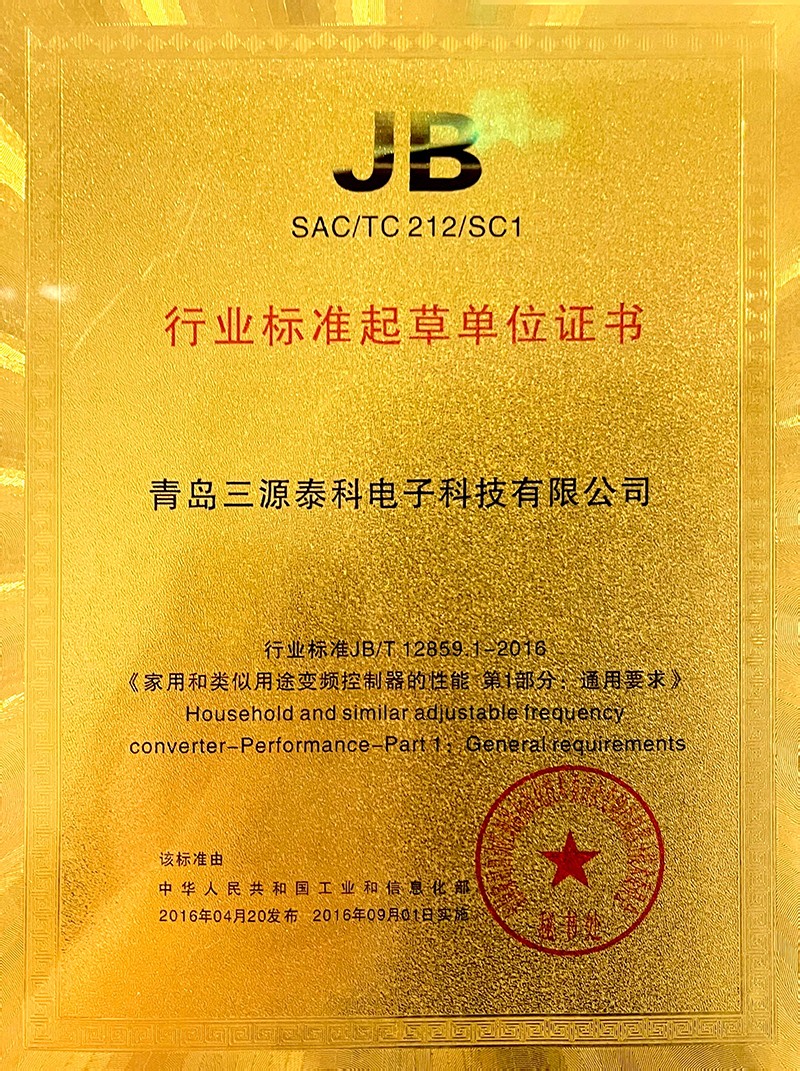 JB
SAC/TC 212/SC1
行业标准起草单位证书
青岛三源泰科电子科技有限公司
行业标准JB/T 12859.1-2016
《家用和类似用途变频控制器的性能 第1部分：通用要求》
Household and similar adjustable frequency
converter-Performance-Part 1：General requirements
该标准由
中华人民共和国工业和信息化部
2016年04月20发布 2016年09月01日实施
秘书处